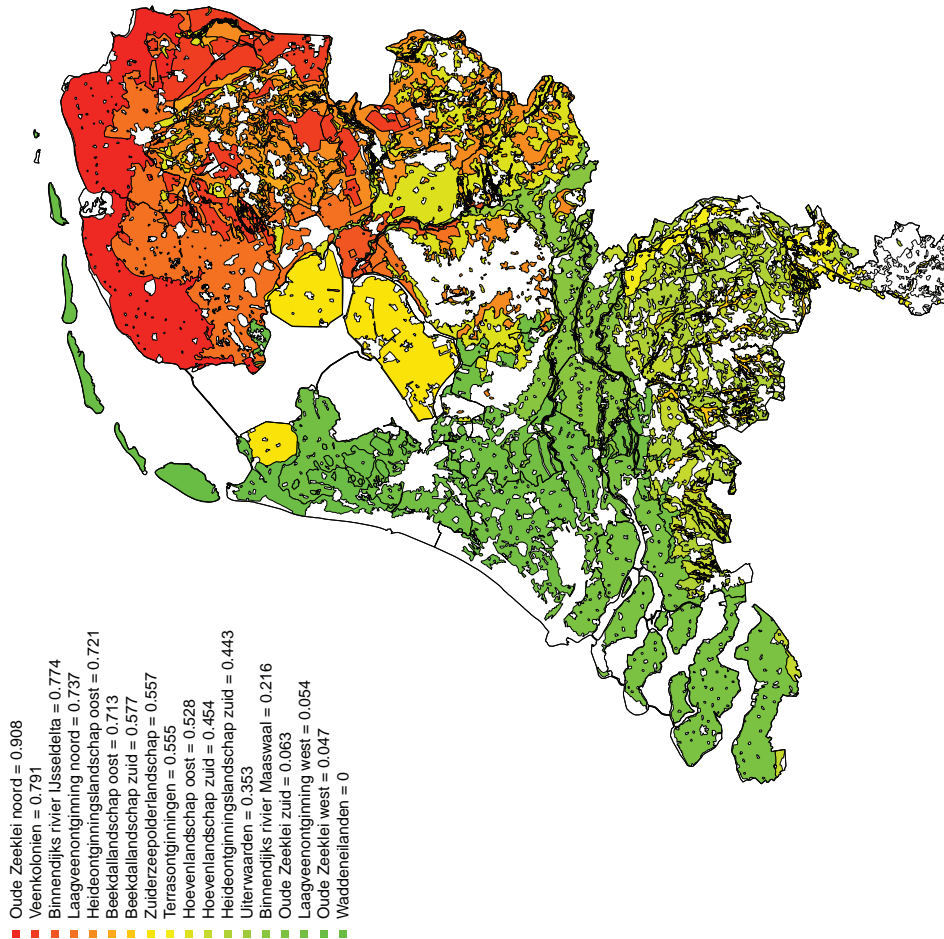 Oude Zeeklei noord = 0.908
Veenkolonien = 0.791
Binnendijks rivier IJsseldelta = 0.774
Laagveenontginning noord = 0.737
Heideontginningslandschap oost = 0.721
Beekdallandschap oost = 0.713
Beekdallandschap zuid = 0.577
Zuiderzeepolderlandschap = 0.557
Terrasontginningen = 0.555
Hoevenlandschap oost = 0.528
Hoevenlandschap zuid = 0.454
Heideontginningslandschap zuid = 0.443
Uiterwaarden = 0.353
Binnendijks rivier Maaswaal = 0.216
Oude Zeeklei zuid = 0.063
Laagveenontginning west = 0.054
Oude Zeeklei west = 0.047
Waddeneilanden = 0